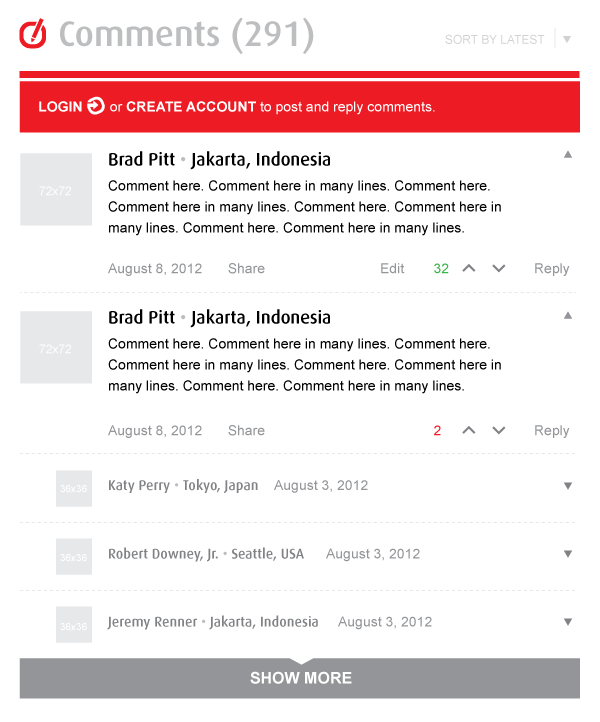 Comments (291)
SORT BY LATEST
LOGIN or CREATE ACCOUNT to post and reply comments.
72x72
Brad Pitt • Jakarta, Indonesia
Comment here. Comment here in many lines. Comment here.
Comment here in many lines. Comment here. Comment here in
many lines. Comment here. Comment here in many lines.
August 8, 2012 Share Edit 32 Reply
72x72
Brad Pitt • Jakarta, Indonesia
Comment here. Comment here in many lines. Comment here.
Comment here in many lines. Comment here. Comment here in
many lines. Comment here. Comment here in many lines.
August 8, 2012 Share 2 Reply
36x36
Katy Perry • Tokyo, Japan August 3, 2012
36x36
Robert Downey, Jr. • Seattle, USA August 3, 2012
36x36
Jeremy Renner • Jakarta, Indonesia August 3, 2012
SHOW MORE